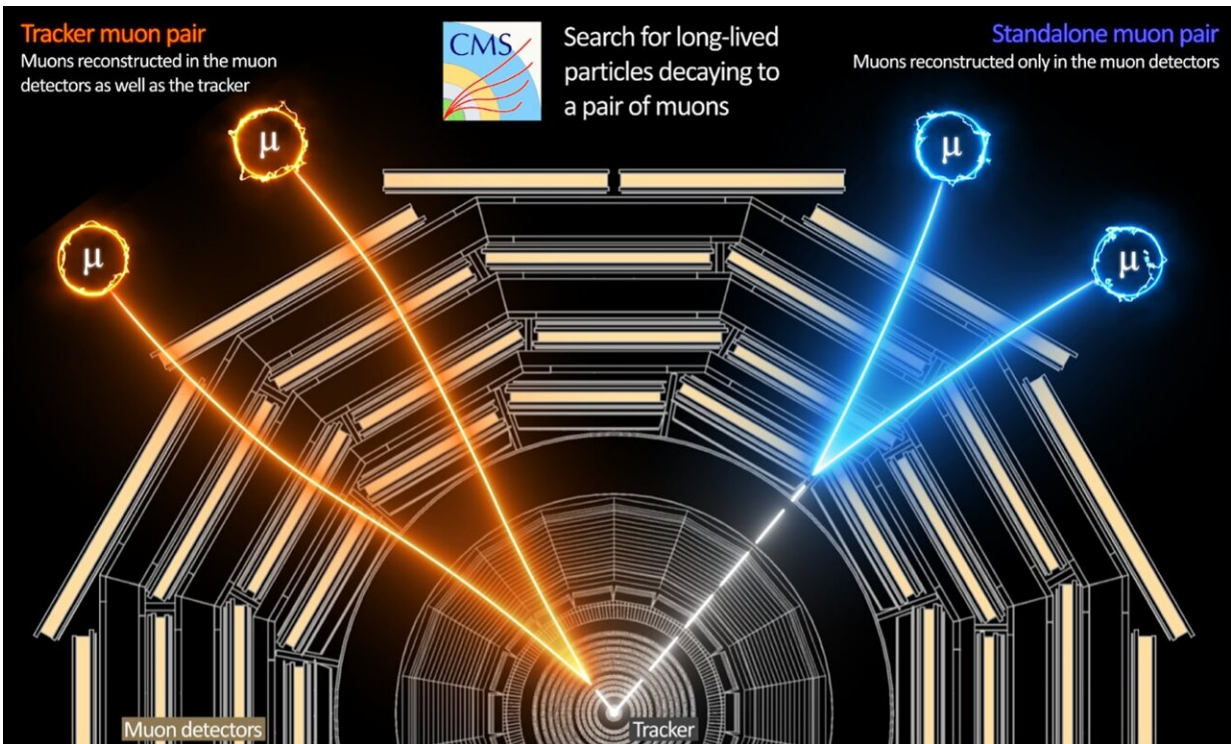 Tracker muon pair
Muons reconstructed in the muon
detectors as well as the tracker
CMS
Search for long-lived
particles decaying to
a pair of muons
Standalone muon pair
Muons reconstructed only in the muon detectors
μ
μ
μ
μ
Muon detectors
Tracker